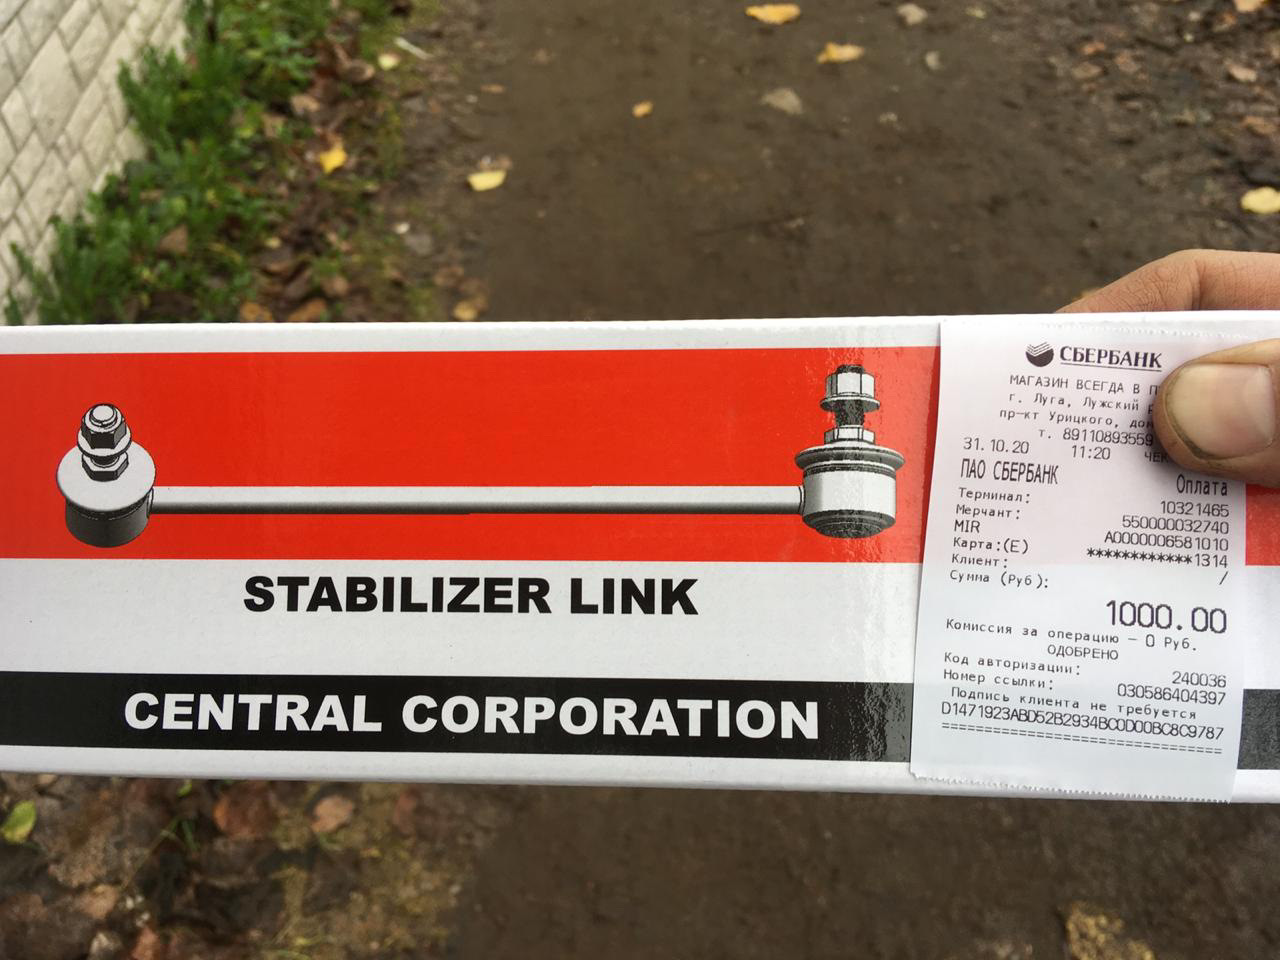 STABILIZER LINK
CENTRAL CORPORATION
СБЕРБАНК
МАГАЗИН ВСЕГДА В
г. Луга, Лужский
пр-кт Урицкого, дом
т. 89110893559
31.10.20 11:20 ЧЕК
ПАО СБЕРБАНК Оплата
Терминал: 10321465
Мерчант: 550000032740
MIR A0000006581010
Карта:(E) ************1314
Клиент: /
Сумма (Руб):
1000.00
Комиссия за операцию – 0 Руб.
ОДОБРЕНО
Код авторизации: 240036
Номер ссылки: 030586404397
Подпись клиента не требуется
D1471923ABD52B2934BC0D00BC8C9787
==================================